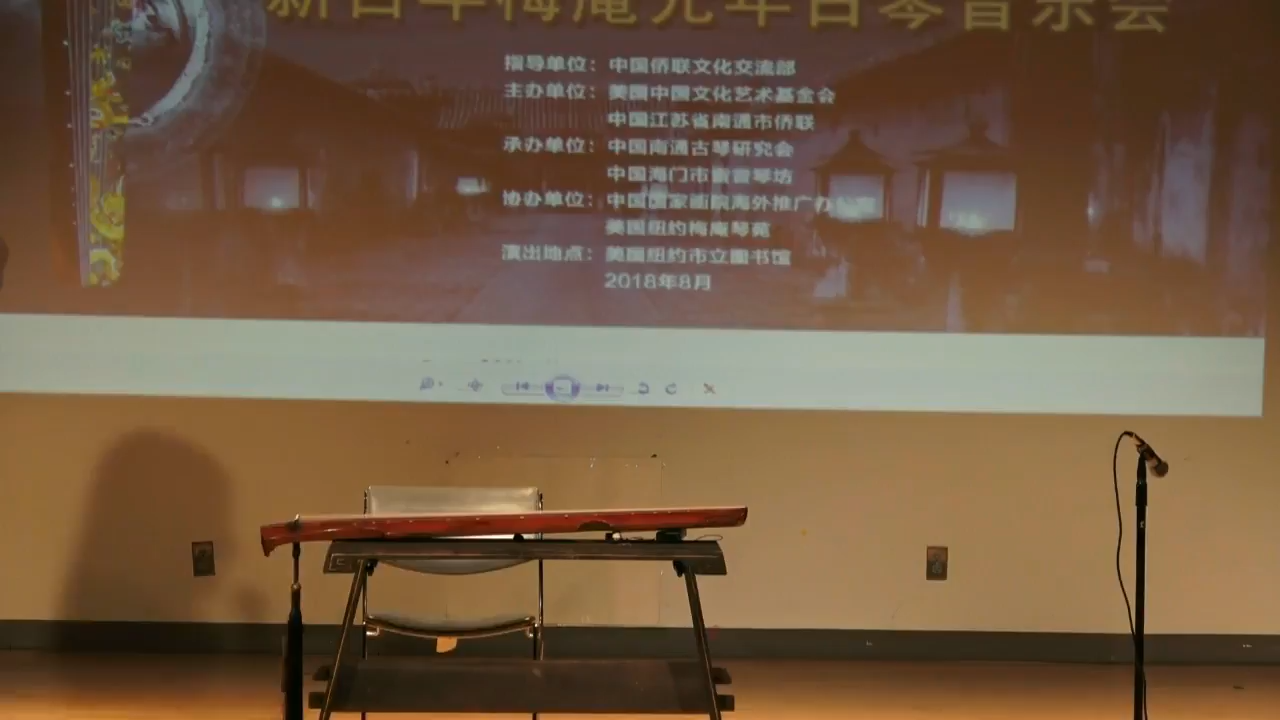 新百年梅庵元年古琴音乐会
指导单位：中国侨联文化交流部
主办单位：美国中国文化艺术基金会
中国江苏省南通市侨联
承办单位：中国南通古琴研究会
中国海门市霁音琴坊
协办单位：中国国家画院海外推广办公室
美国纽约梅庵琴苑
演出地点：美国纽约市立图书馆
2018年8月